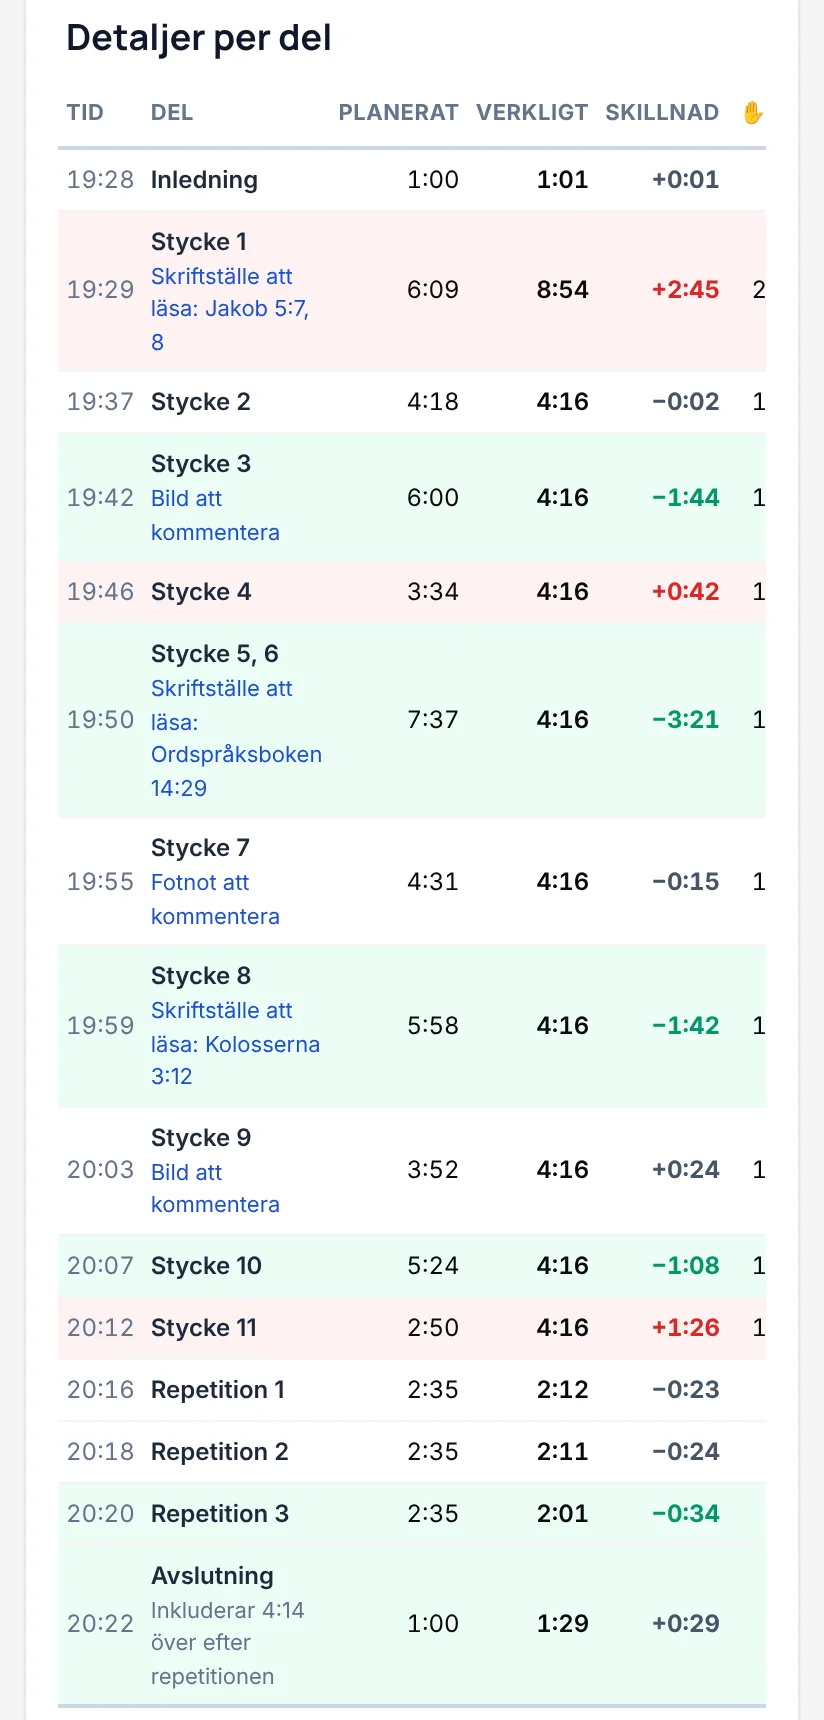 Detaljer per del
TID DEL PLANERAT VERKLIGT SKILLNAD ✋
19:28 Inledning 1:00 1:01 +0:01
Stycke 1
Skriftställe att
läsa: Jakob 5:7,
8
19:29 6:09 8:54 +2:45 2
19:37 Stycke 2 4:18 4:16 −0:02 1
Stycke 3
Bild att
kommentera
19:42 6:00 4:16 −1:44 1
19:46 Stycke 4 3:34 4:16 +0:42 1
Stycke 5, 6
Skriftställe att
läsa:
Ordspråksboken
14:29
19:50 7:37 4:16 −3:21 1
Stycke 7
Fotnot att
kommentera
19:55 4:31 4:16 −0:15 1
Stycke 8
Skriftställe att
läsa: Kolosserna
3:12
19:59 5:58 4:16 −1:42 1
Stycke 9
Bild att
kommentera
20:03 3:52 4:16 +0:24 1
20:07 Stycke 10 5:24 4:16 −1:08 1
20:12 Stycke 11 2:50 4:16 +1:26 1
20:16 Repetition 1 2:35 2:12 −0:23
20:18 Repetition 2 2:35 2:11 −0:24
20:20 Repetition 3 2:35 2:01 −0:34
Avslutning
Inkluderar 4:14
över efter
repetitionen
20:22 1:00 1:29 +0:29